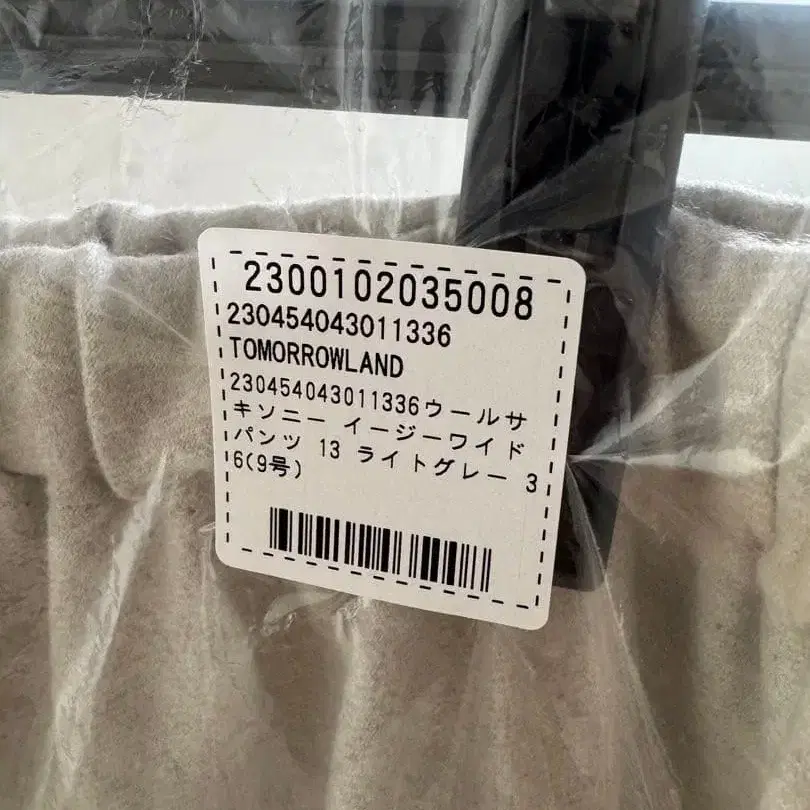 2300102035008
230454043011336
TOMORROWLAND
230454043011336ウールサ
キソニー イージーワイド
パンツ 13 ライトグレー 3
6(9号)